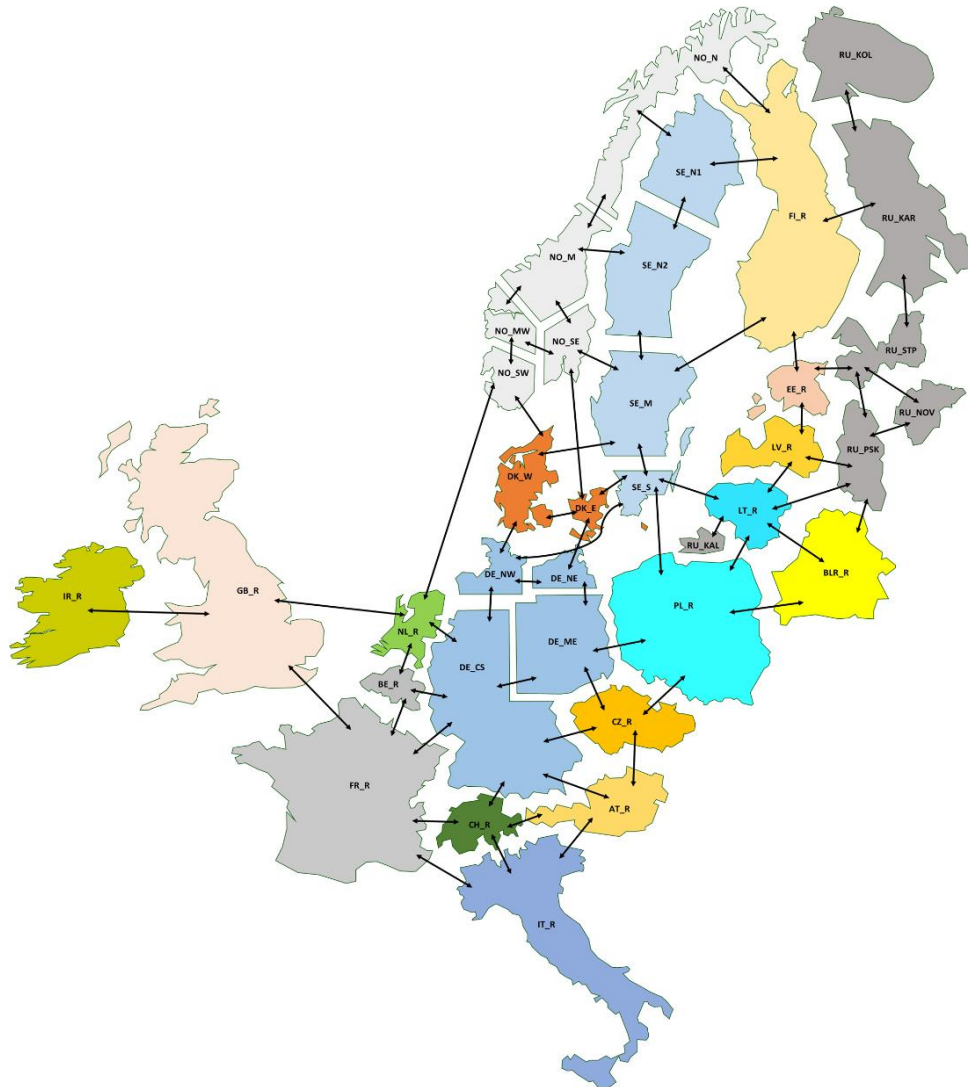 NO_N
RU_KOL
SE_N1
FI_R
RU_KAR
NO_M
SE_N2
NO_MW
NO_SE
RU_STP
NO_SW
EE_R
SE_M
RU_NOV
LV_R
RU_PSK
DK_W
SE_S
DK_E
LT_R
RU_KAL
DE_NW
DE_NE
BLR_R
IR_R
GB_R
PL_R
NL_R
DE_ME
DE_CS
BE_R
CZ_R
FR_R
AT_R
CH_R
IT_R